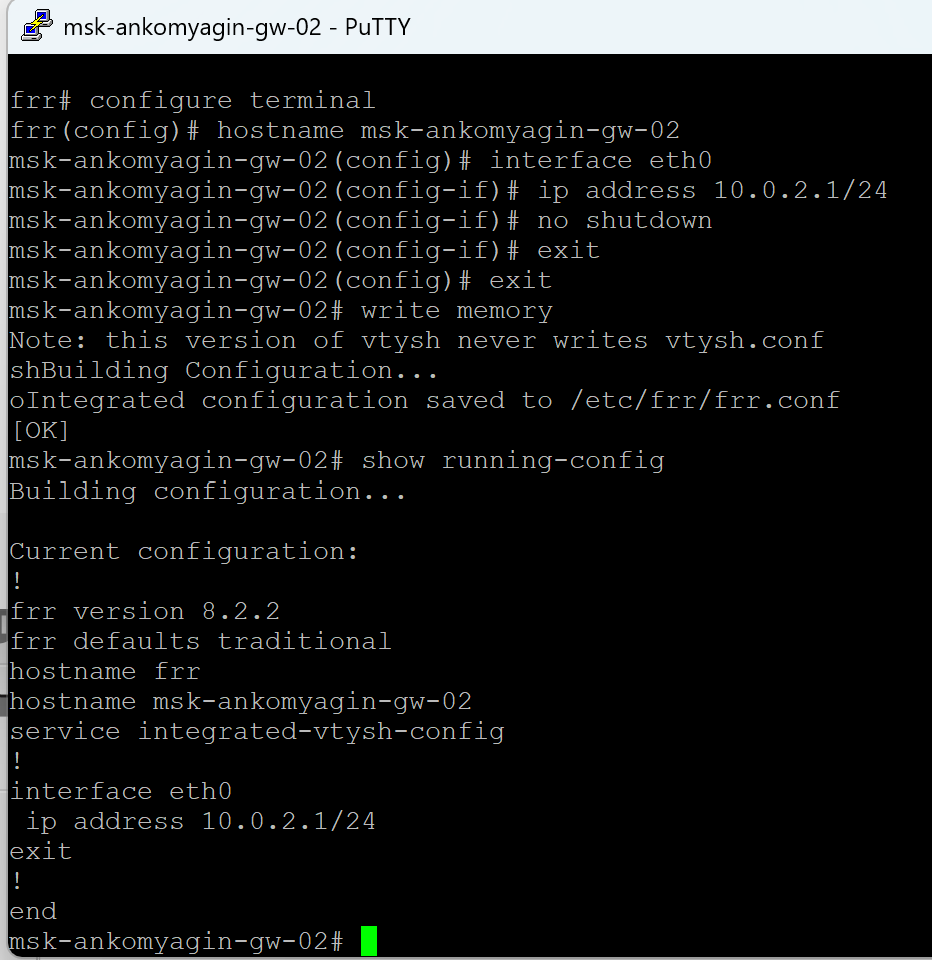 msk-ankomyagin-gw-02 - PuTTY
frr# configure terminal
frr(config)# hostname msk-ankomyagin-gw-02
msk-ankomyagin-gw-02(config)# interface eth0
msk-ankomyagin-gw-02(config-if)# ip address 10.0.2.1/24
msk-ankomyagin-gw-02(config-if)# no shutdown
msk-ankomyagin-gw-02(config-if)# exit
msk-ankomyagin-gw-02(config)# exit
msk-ankomyagin-gw-02# write memory
Note: this version of vtysh never writes vtysh.conf
shBuilding Configuration...
oIntegrated configuration saved to /etc/frr/frr.conf
[OK]
msk-ankomyagin-gw-02# show running-config
Building configuration...
Current configuration:
!
frr version 8.2.2
frr defaults traditional
hostname frr
hostname msk-ankomyagin-gw-02
service integrated-vtysh-config
!
interface eth0
 ip address 10.0.2.1/24
exit
!
end
msk-ankomyagin-gw-02#